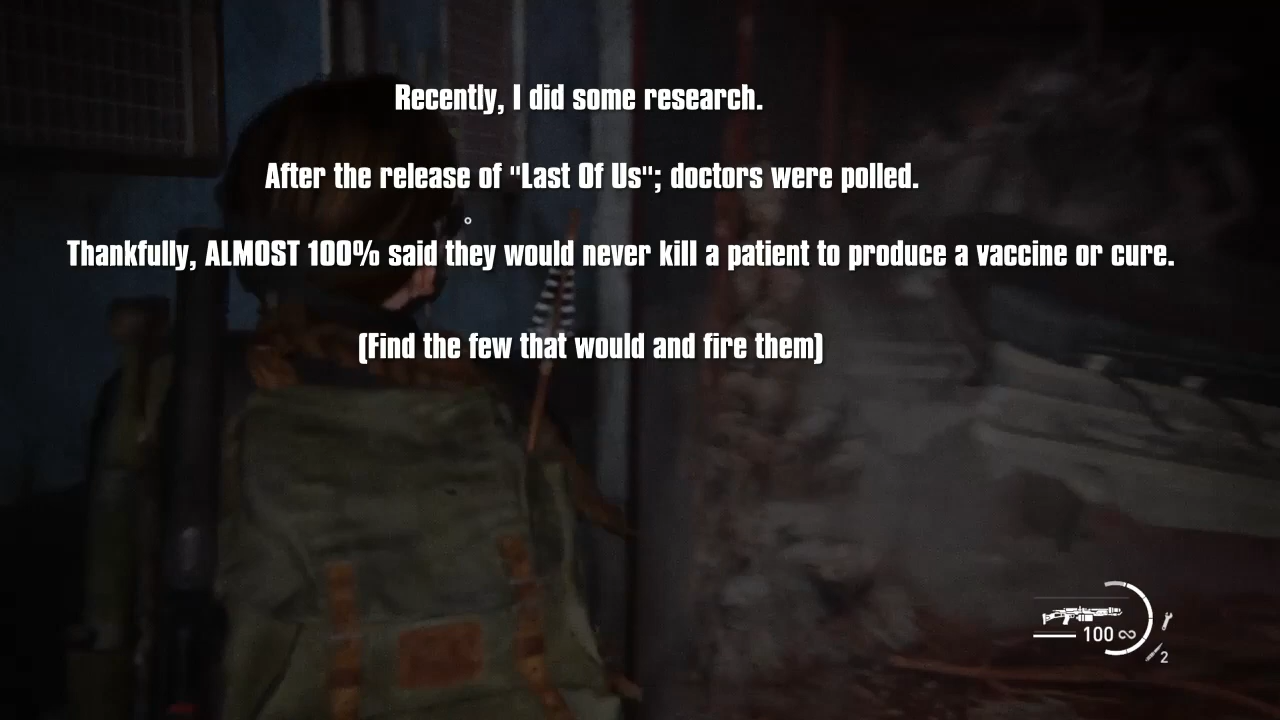 Recently, I did some research.
After the release of "Last Of Us"; doctors were polled.
Thankfully, ALMOST 100% said they would never kill a patient to produce a vaccine or cure.
(Find the few that would and fire them)
100 ∞
2